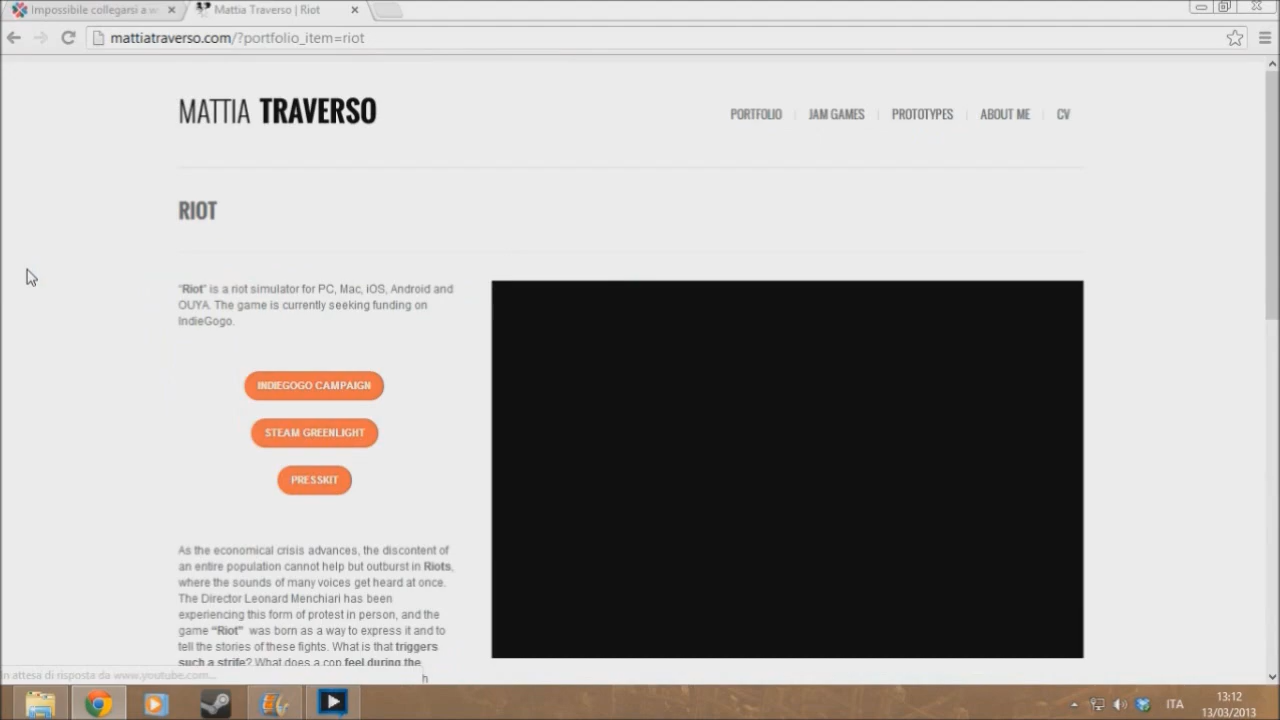 Impossibile collegarsi a w
Mattia Traverso | Riot
mattiatraverso.com/?portfolio_item=riot
MATTIA TRAVERSO
PORTFOLIO
JAM GAMES
PROTOTYPES
ABOUT ME
CV
RIOT
"Riot" is a riot simulator for PC, Mac, iOS, Android and
OUYA. The game is currently seeking funding on
IndieGogo.
INDIEGOGO CAMPAIGN
STEAM GREENLIGHT
PRESSKIT
As the economical crisis advances, the discontent of
an entire population cannot help but outburst in Riots,
where the sounds of many voices get heard at once.
The Director Leonard Menchiari has been
experiencing this form of protest in person, and the
game “Riot” was born as a way to express it and to
tell the stories of these fights. What is that triggers
such a strife? What does a cop feel during the
in attesa di risposta da www.youtube.com...
h
ITA
13:12
13/03/2013